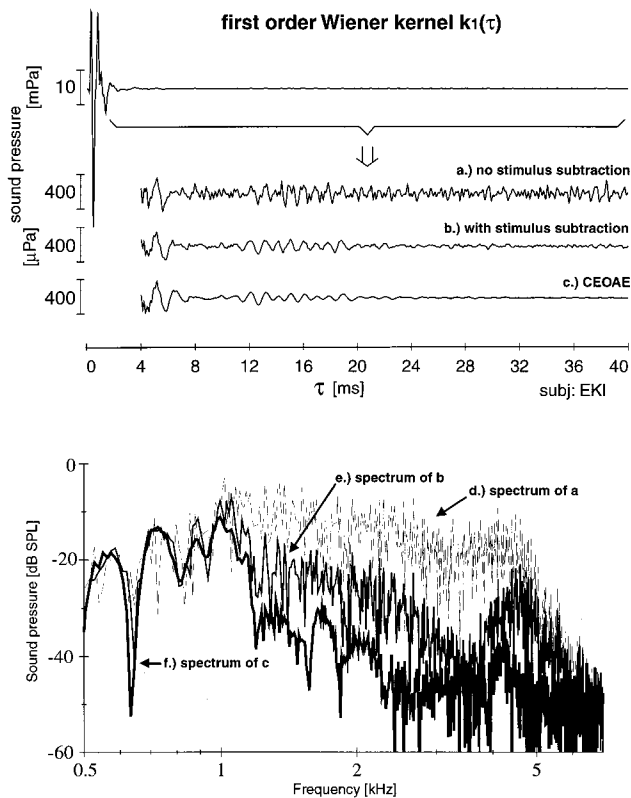 first order Wiener kernel k1(τ)
10
sound pressure
[mPa]
[µPa]
a.) no stimulus subtraction
400
b.) with stimulus subtraction
400
c.) CEOAE
400
0 4 8 12 16 20 24 28 32 36 40
τ [ms]
subj: EKI
0
-20
-40
-60
Sound pressure [dB SPL]
e.) spectrum of b
d.) spectrum of a
f.) spectrum of c
0.5 1 2 5
Frequency [kHz]